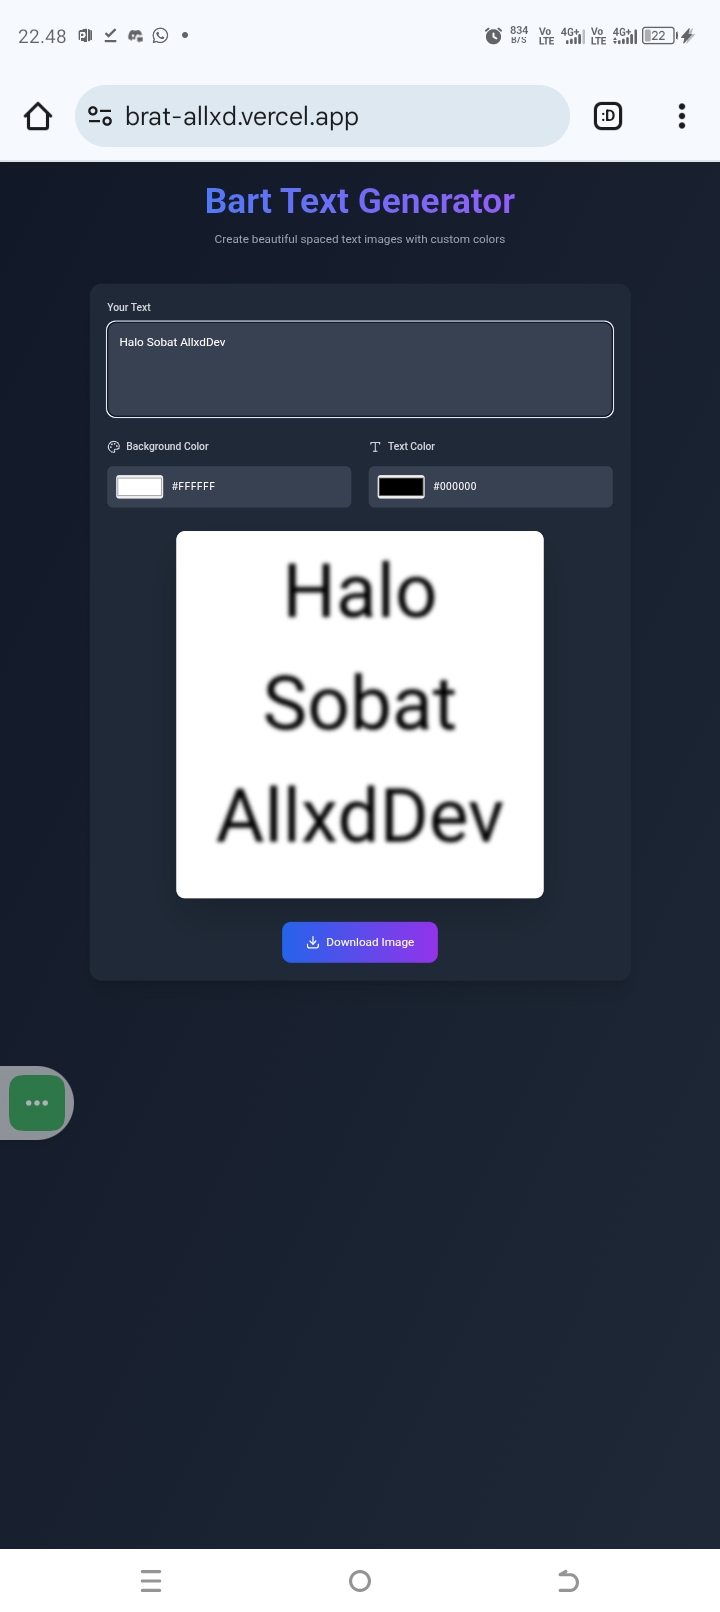 22.48
834
B/S
Vo
LTE
4G+
Vo
LTE
4G+
22
brat-allxd.vercel.app
:D
Bart Text Generator
Create beautiful spaced text images with custom colors
Your Text
Halo Sobat AllxdDev
Background Color
Text Color
#FFFFFF
#000000
Halo
Sobat
AllxdDev
Download Image